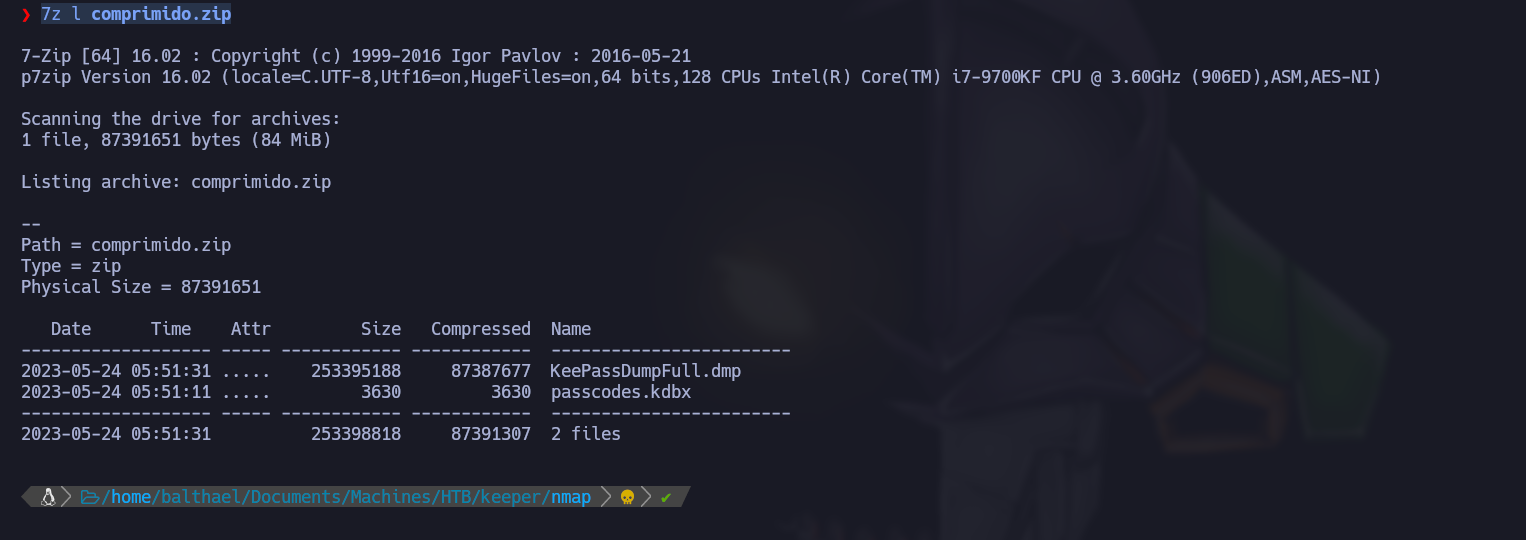 ❯ 7z l comprimido.zip
7-Zip [64] 16.02 : Copyright (c) 1999-2016 Igor Pavlov : 2016-05-21
p7zip Version 16.02 (locale=C.UTF-8,Utf16=on,HugeFiles=on,64 bits,128 CPUs Intel(R) Core(TM) i7-9700KF CPU @ 3.60GHz (906ED),ASM,AES-NI)
Scanning the drive for archives:
1 file, 87391651 bytes (84 MiB)
Listing archive: comprimido.zip
--
Path = comprimido.zip
Type = zip
Physical Size = 87391651
   Date      Time    Attr         Size   Compressed  Name
------------------- ----- ------------ ------------  ------------------------
2023-05-24 05:51:31 .....    253395188     87387677  KeePassDumpFull.dmp
2023-05-24 05:51:11 .....         3630         3630  passcodes.kdbx
------------------- ----- ------------ ------------  ------------------------
2023-05-24 05:51:31          253398818     87391307  2 files
/home/balthael/Documents/Machines/HTB/keeper/nmap ✔